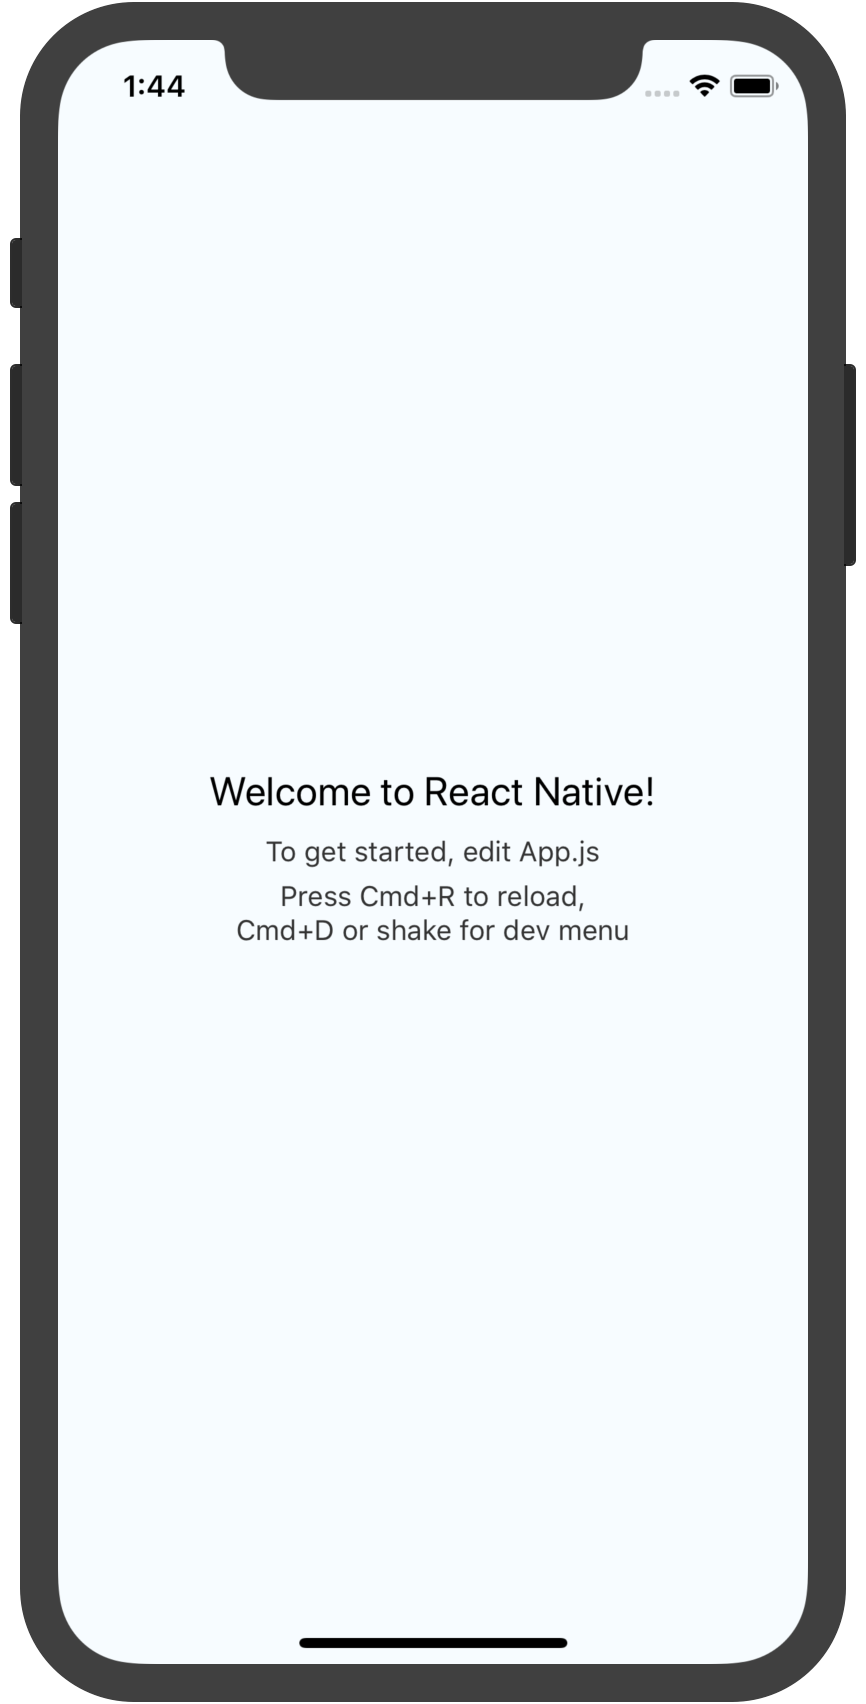 1:44
Welcome to React Native!
To get started, edit App.js
Press Cmd+R to reload,
Cmd+D or shake for dev menu